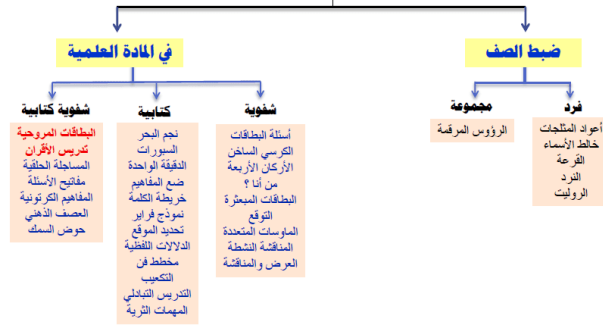 ضبط الصف
في المادة العلمية
فرد
أعواد المثلجات
خالط الأسماء
القرعة
النرد
الروليت
مجموعة
الرؤوس المرقمة
شفوية
أسئلة البطاقات
الكرسي الساخن
الأركان الأربعة
من أنا ؟
البطاقات المبعثرة
التوقع
الماوسات المتعددة
المناقشة النشطة
العرض والمناقشة
كتابية
نجم البحر
السبورات
الدقيقة الواحدة
ضع المفاهيم
خريطة الكلمة
نموذج فراير
تحديد الموقع
الدلالات اللفظية
مخطط فن
التكعيب
التدريس التبادلي
المهمات الثرية
شفوية كتابية
البطاقات المروحية
تدريس الأقران
المساجلة الحلقية
مفاتيح الأسئلة
المفاهيم الكرتونية
العصف الذهني
حوض السمك